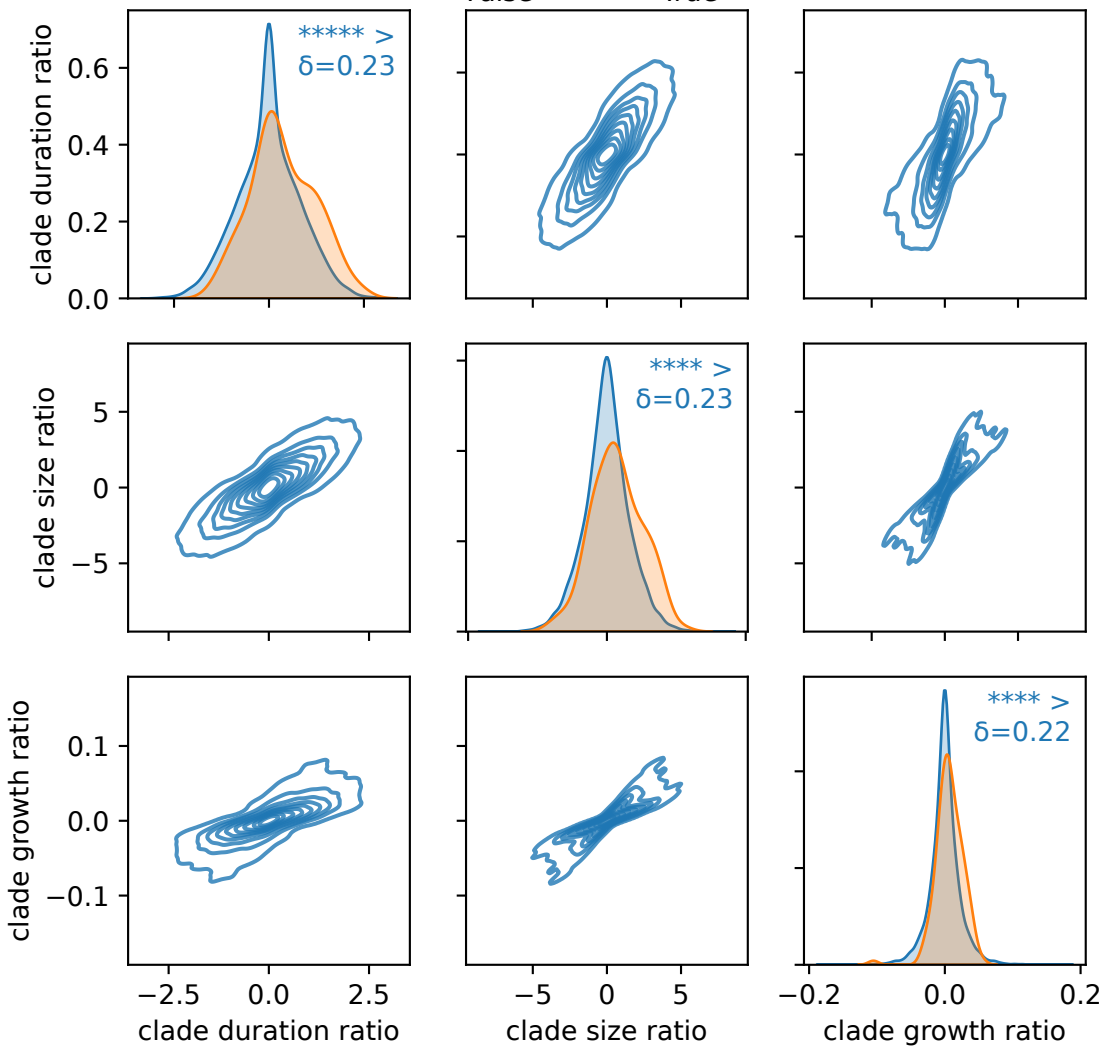 clade duration ratio
0.6
0.4
0.2
0.0
***** >
δ=0.23
clade size ratio
5
0
−5
**** >
δ=0.23
clade growth ratio
0.1
0.0
−0.1
**** >
δ=0.22
−2.5 0.0 2.5
−5 0 5
−0.2 0.0 0.2
clade duration ratio
clade size ratio
clade growth ratio